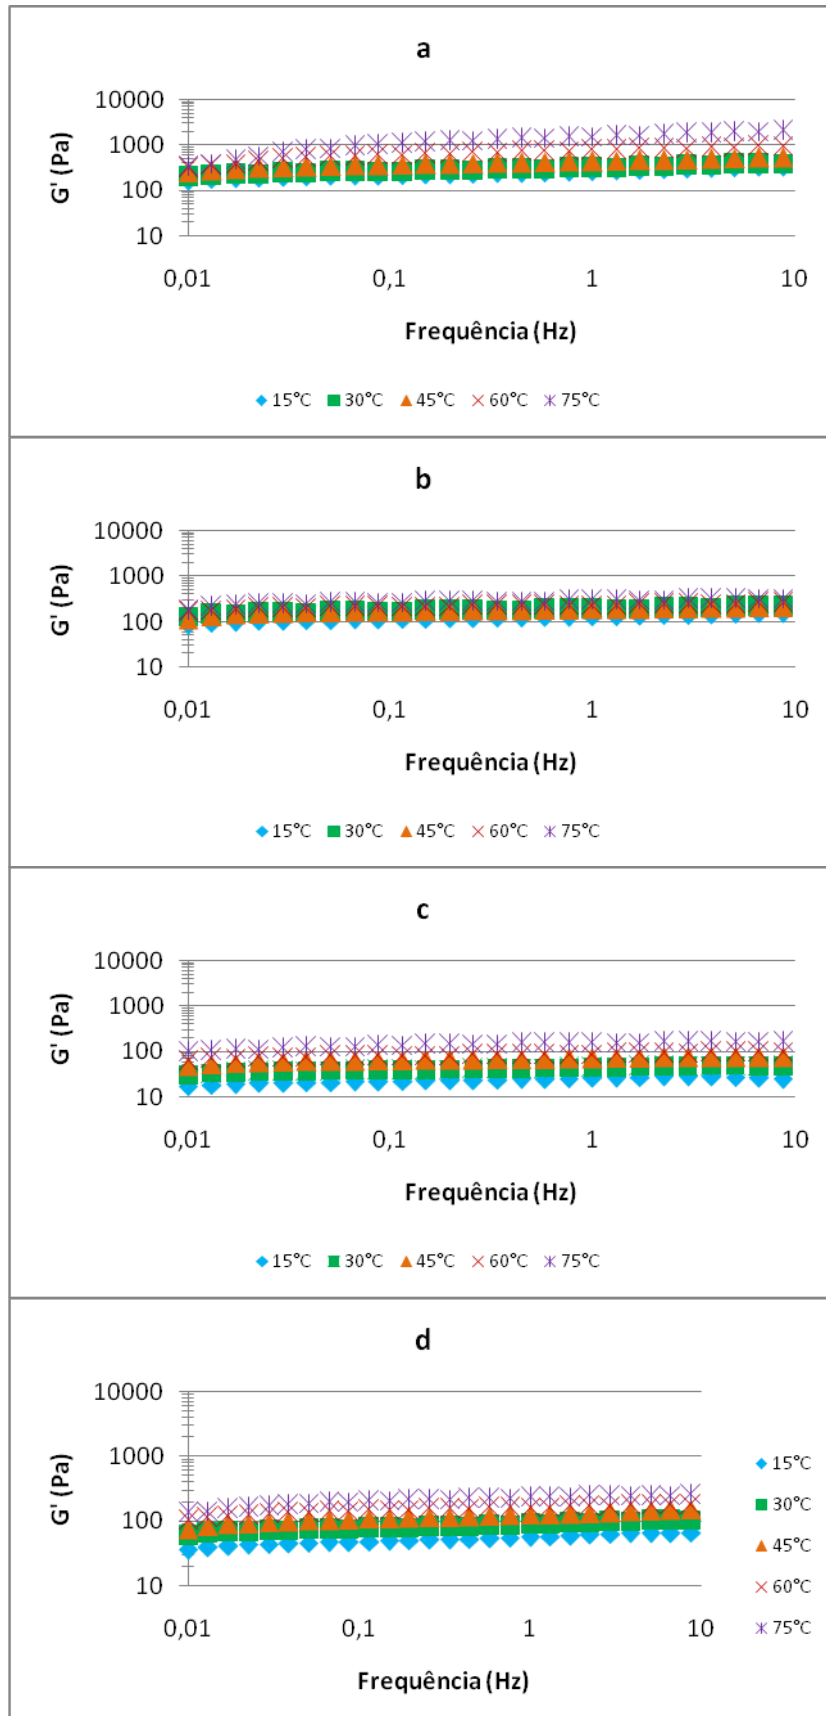 a
10000
1000
100
10
G' (Pa)
0,01 0,1 1 10
Frequência (Hz)
15°C 30°C 45°C 60°C 75°C
b
10000
1000
100
10
G' (Pa)
0,01 0,1 1 10
Frequência (Hz)
15°C 30°C 45°C 60°C 75°C
c
10000
1000
100
10
G' (Pa)
0,01 0,1 1 10
Frequência (Hz)
15°C 30°C 45°C 60°C 75°C
d
10000
1000
100
10
G' (Pa)
0,01 0,1 1 10
Frequência (Hz)
15°C
30°C
45°C
60°C
75°C